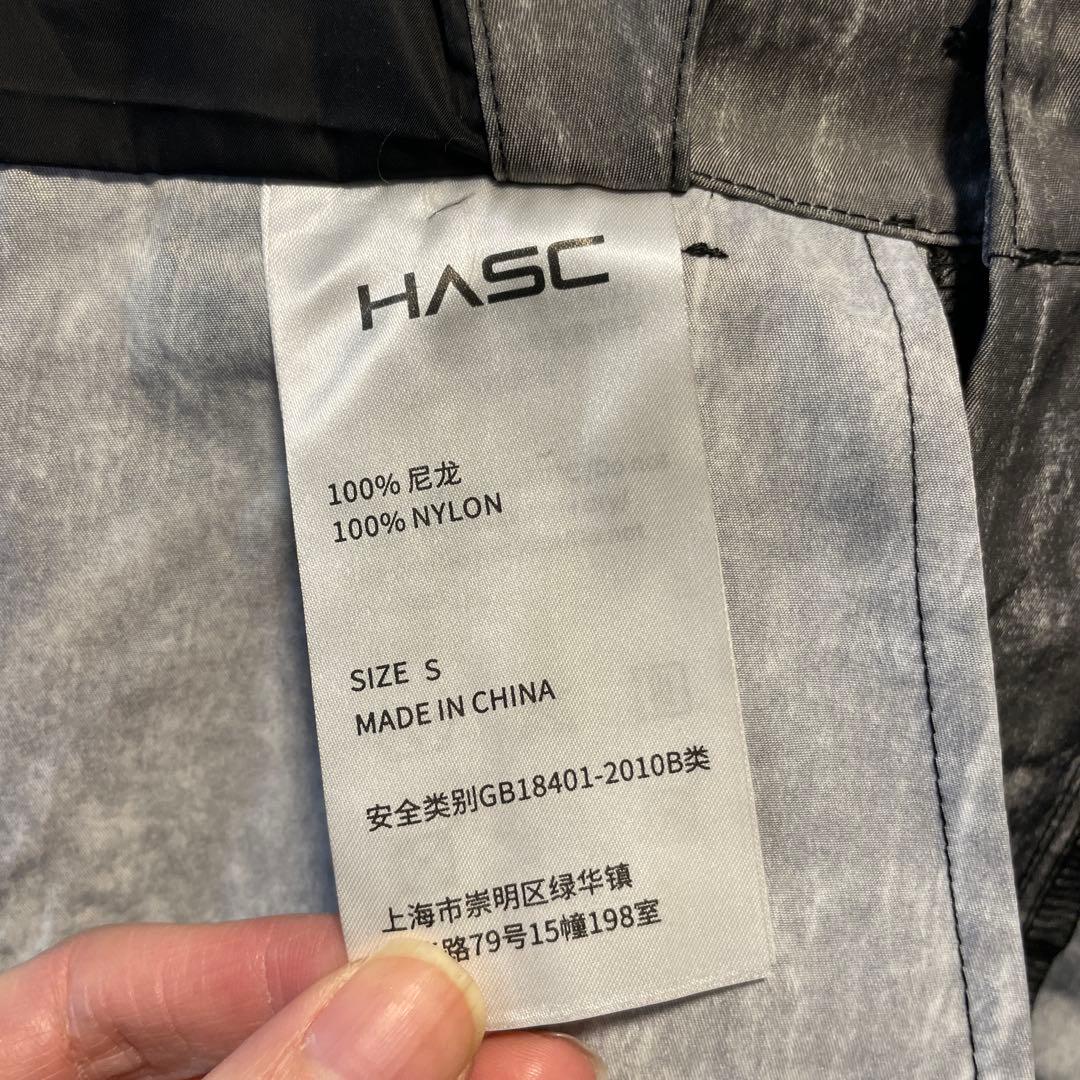 HASC
100% 尼龙
100% NYLON
SIZE S
MADE IN CHINA
安全类别GB18401-2010B类
上海市崇明区绿华镇
路79号15幢198室